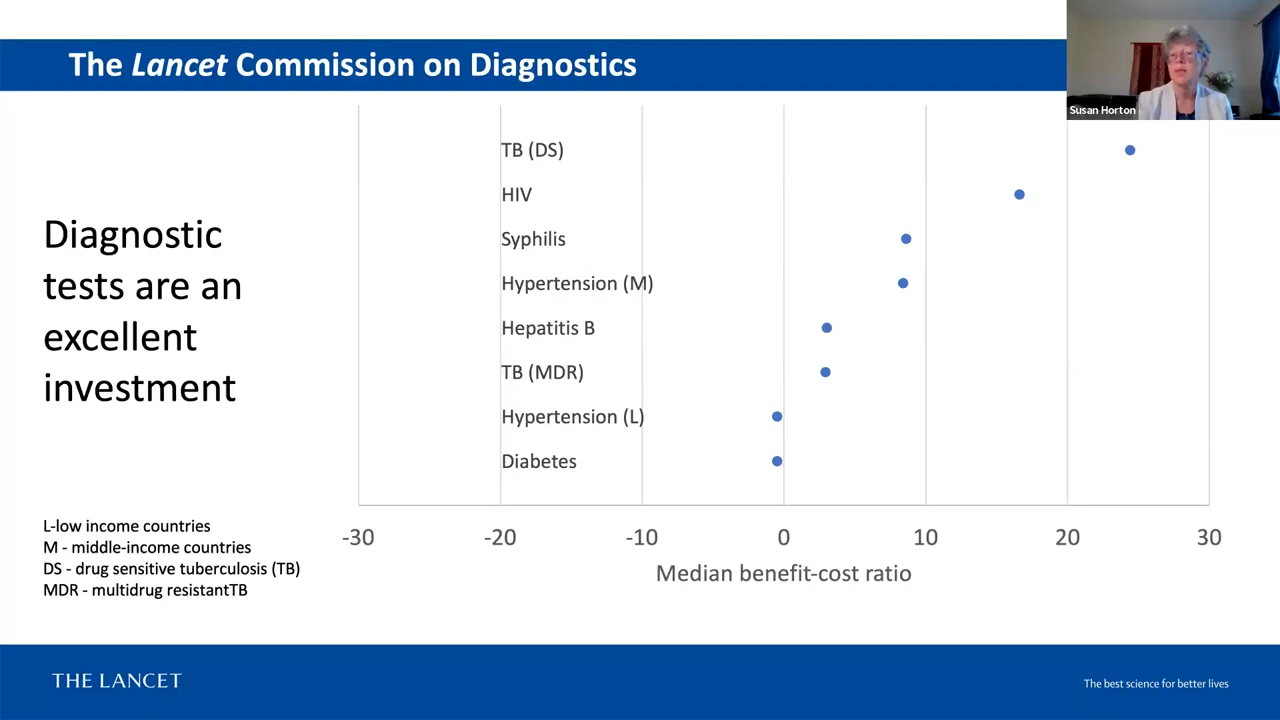 The Lancet Commission on Diagnostics
Susan Horton
Diagnostic
tests are an
excellent
investment
TB (DS)
HIV
Syphilis
Hypertension (M)
Hepatitis B
TB (MDR)
Hypertension (L)
Diabetes
-30 -20 -10 0 10 20 30
Median benefit-cost ratio
L-low income countries
M - middle-income countries
DS - drug sensitive tuberculosis (TB)
MDR - multidrug resistantTB
THE LANCET
The best science for better lives